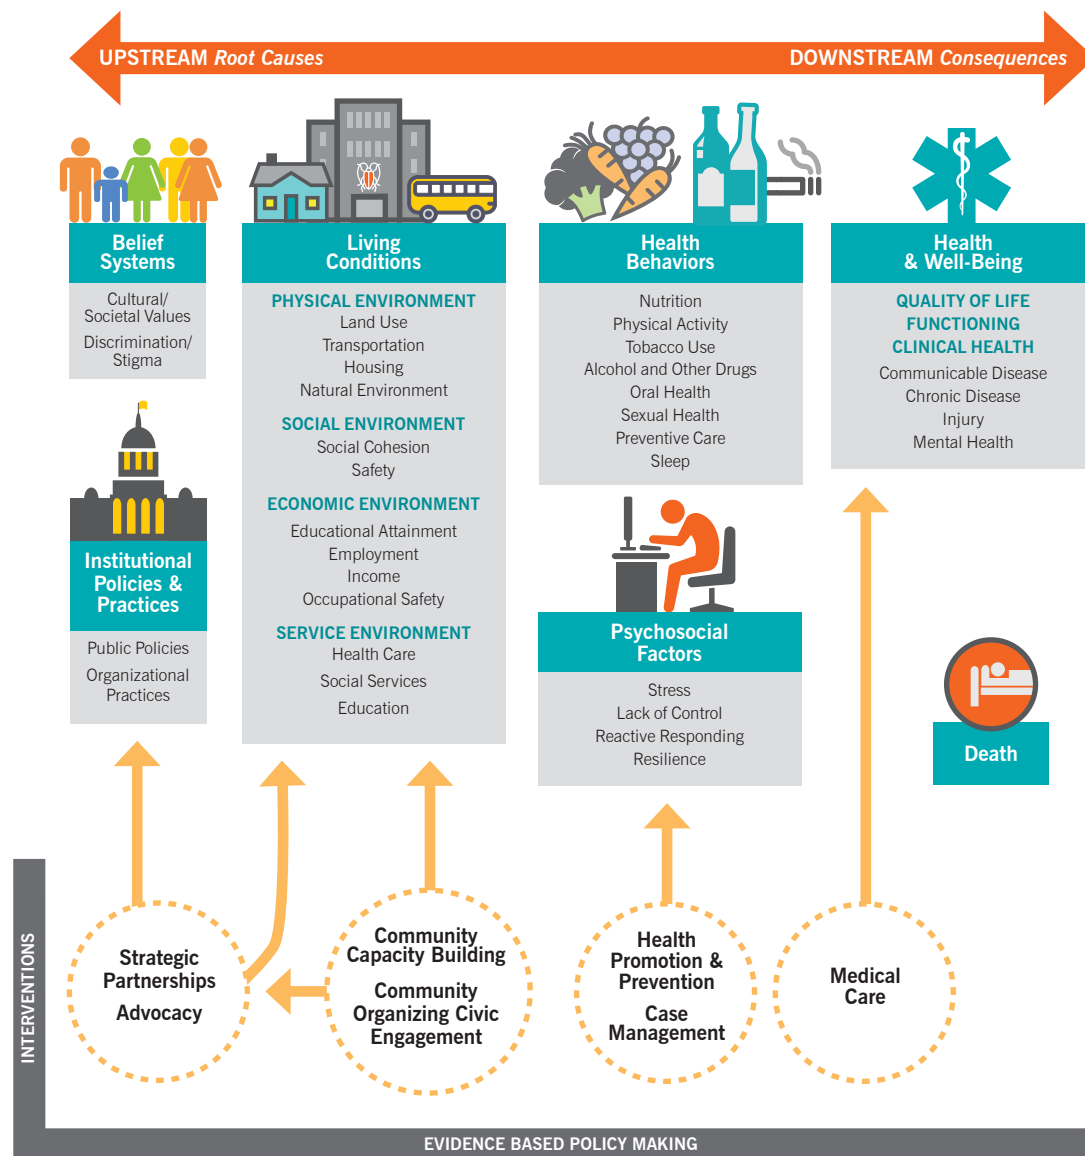 UPSTREAM Root Causes
DOWNSTREAM Consequences
Belief
Systems
Cultural/
Societal Values
Discrimination/
Stigma
Institutional
Policies &
Practices
Public Policies
Organizational
Practices
Living
Conditions
PHYSICAL ENVIRONMENT
Land Use
Transportation
Housing
Natural Environment
SOCIAL ENVIRONMENT
Social Cohesion
Safety
ECONOMIC ENVIRONMENT
Educational Attainment
Employment
Income
Occupational Safety
SERVICE ENVIRONMENT
Health Care
Social Services
Education
Health
Behaviors
Nutrition
Physical Activity
Tobacco Use
Alcohol and Other Drugs
Oral Health
Sexual Health
Preventive Care
Sleep
Psychosocial
Factors
Stress
Lack of Control
Reactive Responding
Resilience
Health
& Well-Being
QUALITY OF LIFE
FUNCTIONING
CLINICAL HEALTH
Communicable Disease
Chronic Disease
Injury
Mental Health
Death
INTERVENTIONS
Strategic
Partnerships
Advocacy
Community
Capacity Building
Community
Organizing Civic
Engagement
Health
Promotion &
Prevention
Case
Management
Medical
Care
EVIDENCE BASED POLICY MAKING